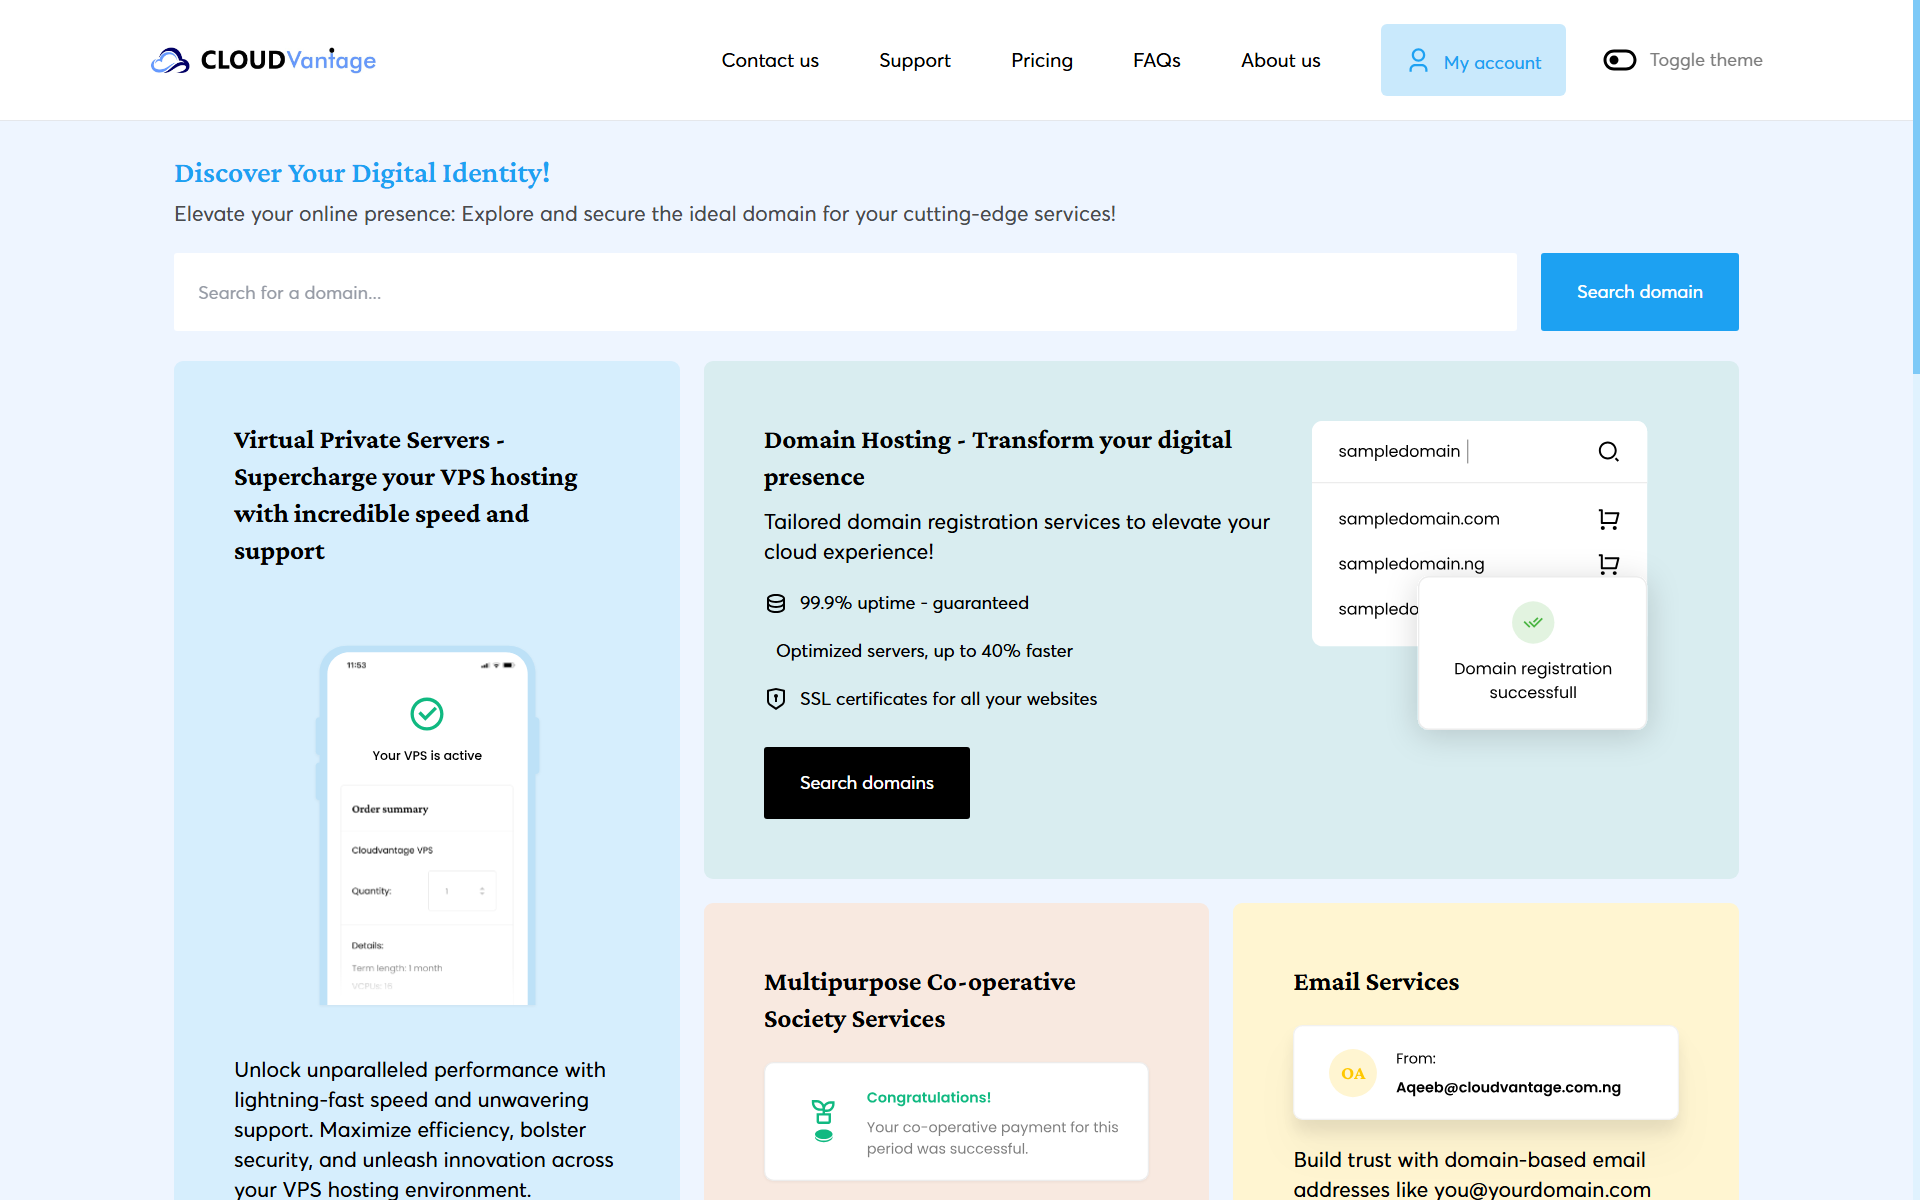 CLOUDVantage
Contact us
Support
Pricing
FAQs
About us
My account
Toggle theme
Discover Your Digital Identity!
Elevate your online presence: Explore and secure the ideal domain for your cutting-edge services!
Search for a domain...
Search domain
Virtual Private Servers -
Supercharge your VPS hosting
with incredible speed and
support
11:53
Your VPS is active
Order summary
Cloudvantage VPS
Quantity:
1
Details:
Term length: 1 month
VCPUs: 16
Unlock unparalleled performance with
lightning-fast speed and unwavering
support. Maximize efficiency, bolster
security, and unleash innovation across
your VPS hosting environment.
Domain Hosting - Transform your digital
presence
Tailored domain registration services to elevate your
cloud experience!
99.9% uptime - guaranteed
Optimized servers, up to 40% faster
SSL certificates for all your websites
Search domains
sampledomain
sampledomain.com
sampledomain.ng
sampledo
Domain registration
successfull
Multipurpose Co-operative
Society Services
Congratulations!
Your co-operative payment for this
period was successful.
Email Services
OA
From:
Aqeeb@cloudvantage.com.ng
Build trust with domain-based email
addresses like you@yourdomain.com